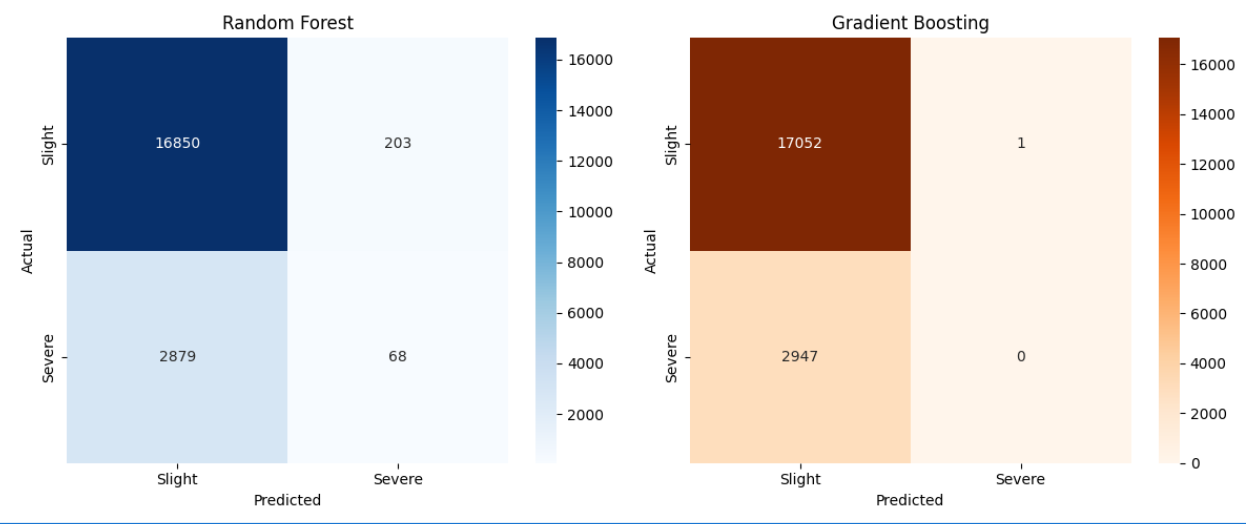 Random Forest
Actual
Slight
Severe
16850
203
2879
68
Slight
Severe
Predicted
16000
14000
12000
10000
8000
6000
4000
2000
Gradient Boosting
Actual
Slight
Severe
17052
1
2947
0
Slight
Severe
Predicted
16000
14000
12000
10000
8000
6000
4000
2000
0